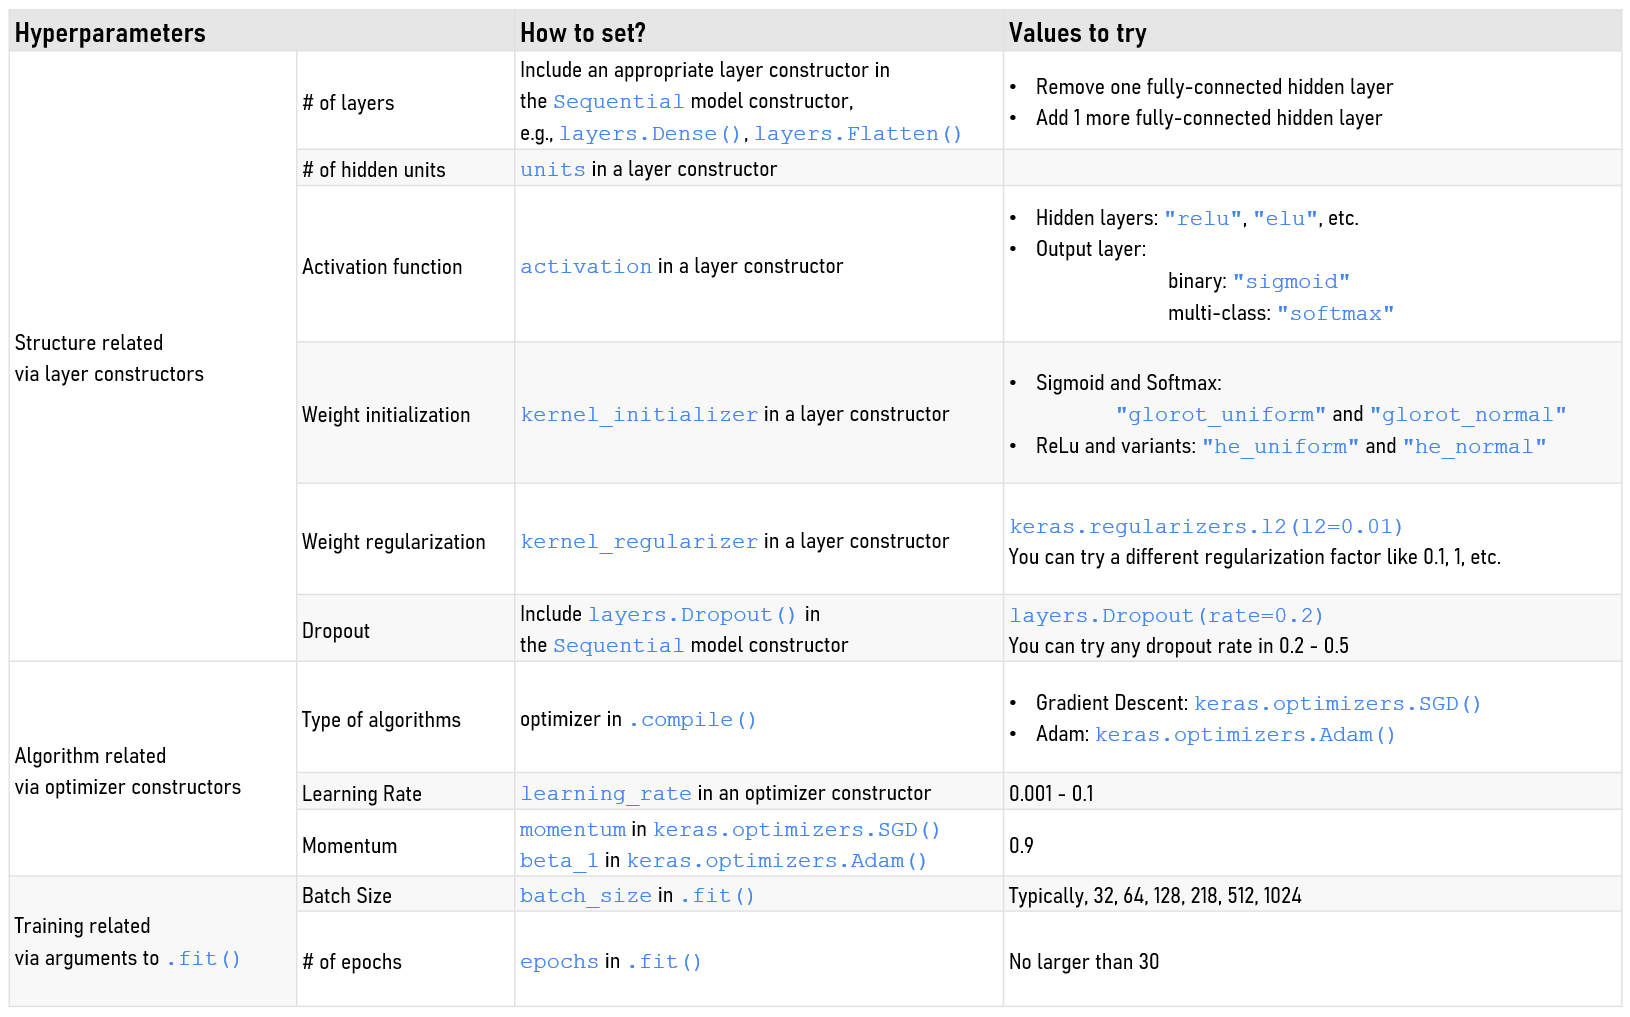 Hyperparameters
How to set?
Values to try
Structure related
via layer constructors
# of layers
Include an appropriate layer constructor in
the Sequential model constructor,
e.g., layers.Dense(), layers.Flatten()
• Remove one fully-connected hidden layer
• Add 1 more fully-connected hidden layer
# of hidden units
units in a layer constructor
Activation function
activation in a layer constructor
• Hidden layers: "relu", "elu", etc.
• Output layer:
binary: "sigmoid"
multi-class: "softmax"
Weight initialization
kernel_initializer in a layer constructor
• Sigmoid and Softmax:
"glorot_uniform" and "glorot_normal"
• ReLu and variants: "he_uniform" and "he_normal"
Weight regularization
kernel_regularizer in a layer constructor
keras.regularizers.l2(l2=0.01)
You can try a different regularization factor like 0.1, 1, etc.
Dropout
Include layers.Dropout() in
the Sequential model constructor
layers.Dropout(rate=0.2)
You can try any dropout rate in 0.2 - 0.5
Algorithm related
via optimizer constructors
Type of algorithms
optimizer in .compile()
• Gradient Descent: keras.optimizers.SGD()
• Adam: keras.optimizers.Adam()
Learning Rate
learning_rate in an optimizer constructor
0.001 - 0.1
Momentum
momentum in keras.optimizers.SGD()
beta_1 in keras.optimizers.Adam()
0.9
Training related
via arguments to .fit()
Batch Size
batch_size in .fit()
Typically, 32, 64, 128, 218, 512, 1024
# of epochs
epochs in .fit()
No larger than 30